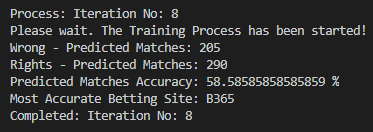 Process: Iteration No: 8
Please wait. The Training Process has been started!
Wrong - Predicted Matches: 205
Rights - Predicted Matches: 290
Predicted Matches Accuracy: 58.58585858585859 %
Most Accurate Betting Site: B365
Completed: Iteration No: 8